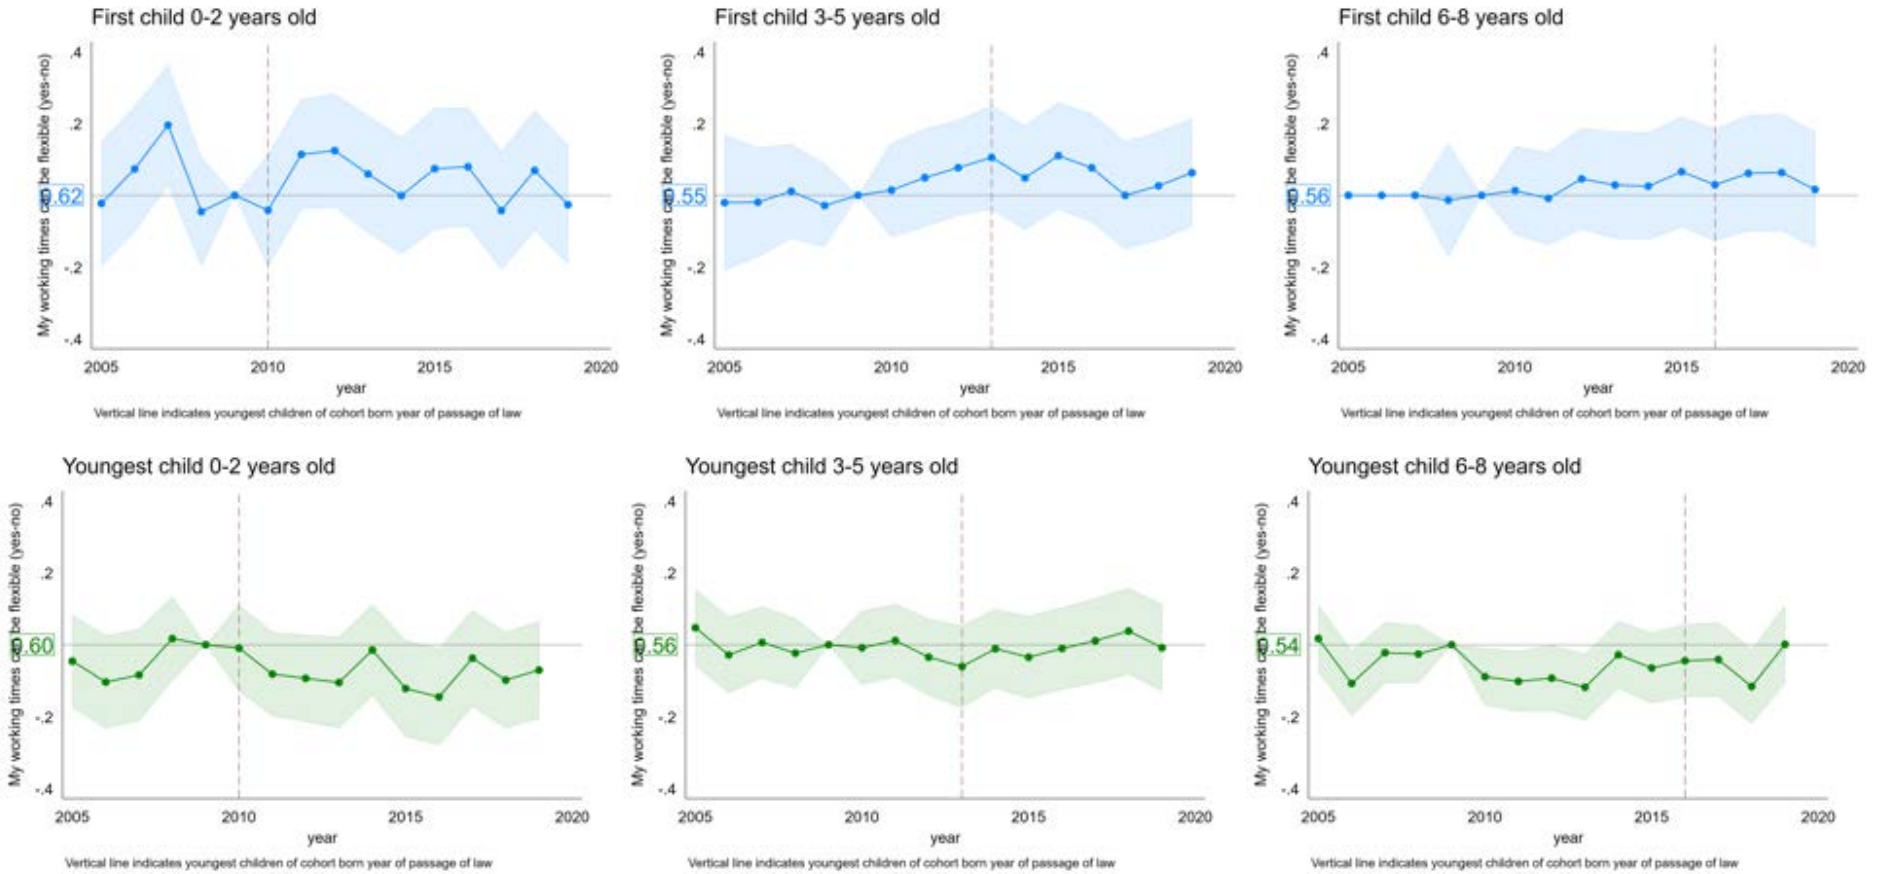 First child 0-2 years old
My working times can be flexible (yes-no)
.4
.2
0.62
-.2
-.4
2005 2010 2015 2020
year
Vertical line indicates youngest children of cohort born year of passage of law
First child 3-5 years old
My working times can be flexible (yes-no)
.4
.2
0.55
-.2
-.4
2005 2010 2015 2020
year
Vertical line indicates youngest children of cohort born year of passage of law
First child 6-8 years old
My working times can be flexible (yes-no)
.4
.2
0.56
-.2
-.4
2005 2010 2015 2020
year
Vertical line indicates youngest children of cohort born year of passage of law
Youngest child 0-2 years old
My working times can be flexible (yes-no)
.4
.2
0.60
-.2
-.4
2005 2010 2015 2020
year
Vertical line indicates youngest children of cohort born year of passage of law
Youngest child 3-5 years old
My working times can be flexible (yes-no)
.4
.2
0.56
-.2
-.4
2005 2010 2015 2020
year
Vertical line indicates youngest children of cohort born year of passage of law
Youngest child 6-8 years old
My working times can be flexible (yes-no)
.4
.2
0.54
-.2
-.4
2005 2010 2015 2020
year
Vertical line indicates youngest children of cohort born year of passage of law